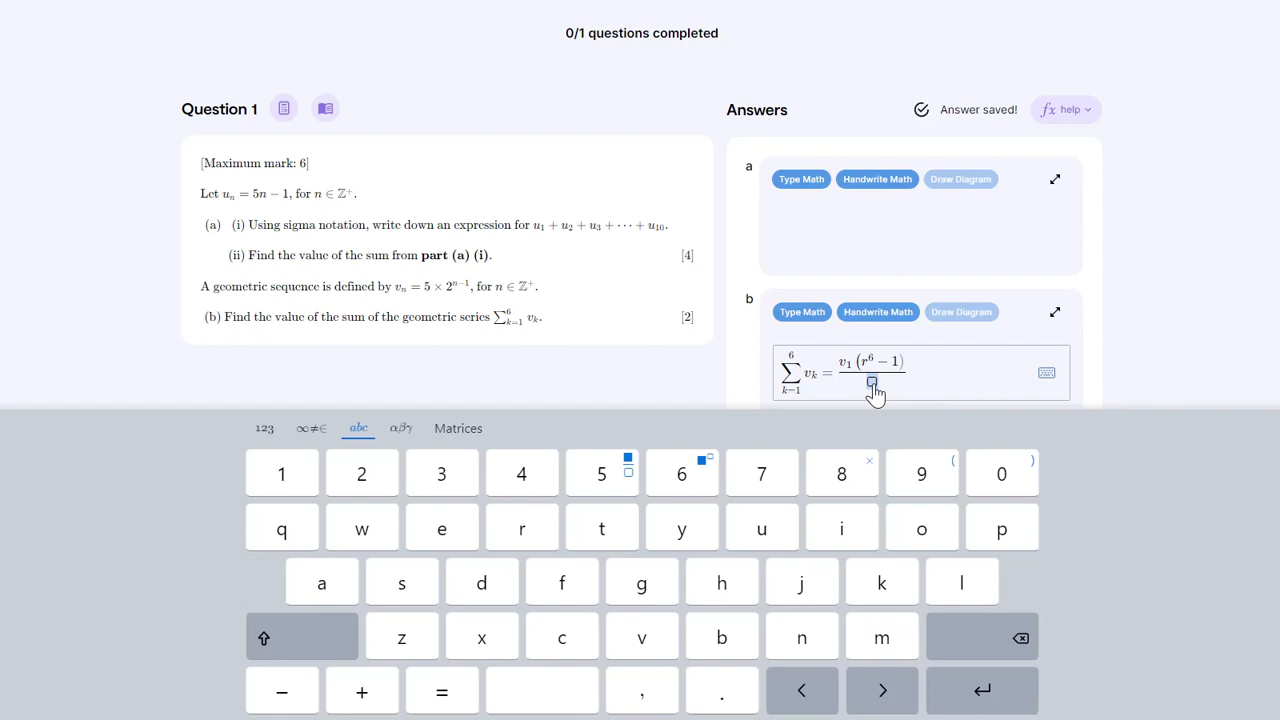 0/1 questions completed
Question 1
Answers
Answer saved!
fx help
[Maximum mark: 6]
Let uₙ = 5n − 1, for n ∈ ℤ⁺.
(a) (i) Using sigma notation, write down an expression for u₁ + u₂ + u₃ + ⋯ + u₁₀.
(ii) Find the value of the sum from part (a) (i). [4]
A geometric sequence is defined by vₙ = 5 × 2ⁿ⁻¹, for n ∈ ℤ⁺.
(b) Find the value of the sum of the geometric series ∑⁶ₖ₌₁ vₖ. [2]
a
Type Math Handwrite Math Draw Diagram
b
Type Math Handwrite Math Draw Diagram
6
∑ vₖ = v₁ (r⁶ − 1)
k−1
123 ∞≠∈ abc αβγ Matrices
1 2 3 4 5 6 7 8 × 9 ( 0 )
q w e r t y u i o p
a s d f g h j k l
z x c v b n m
− + = , . < >